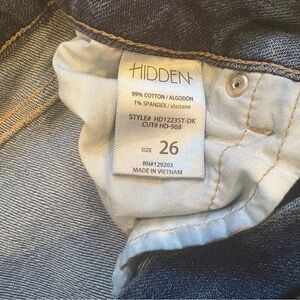 HIDDEN
99% COTTON / ALGODÓN
1% SPANDEX / elastano
STYLE# HD1223ST-DK
CUT# HD-988
SIZE 26
RN#129203
MADE IN VIETNAM